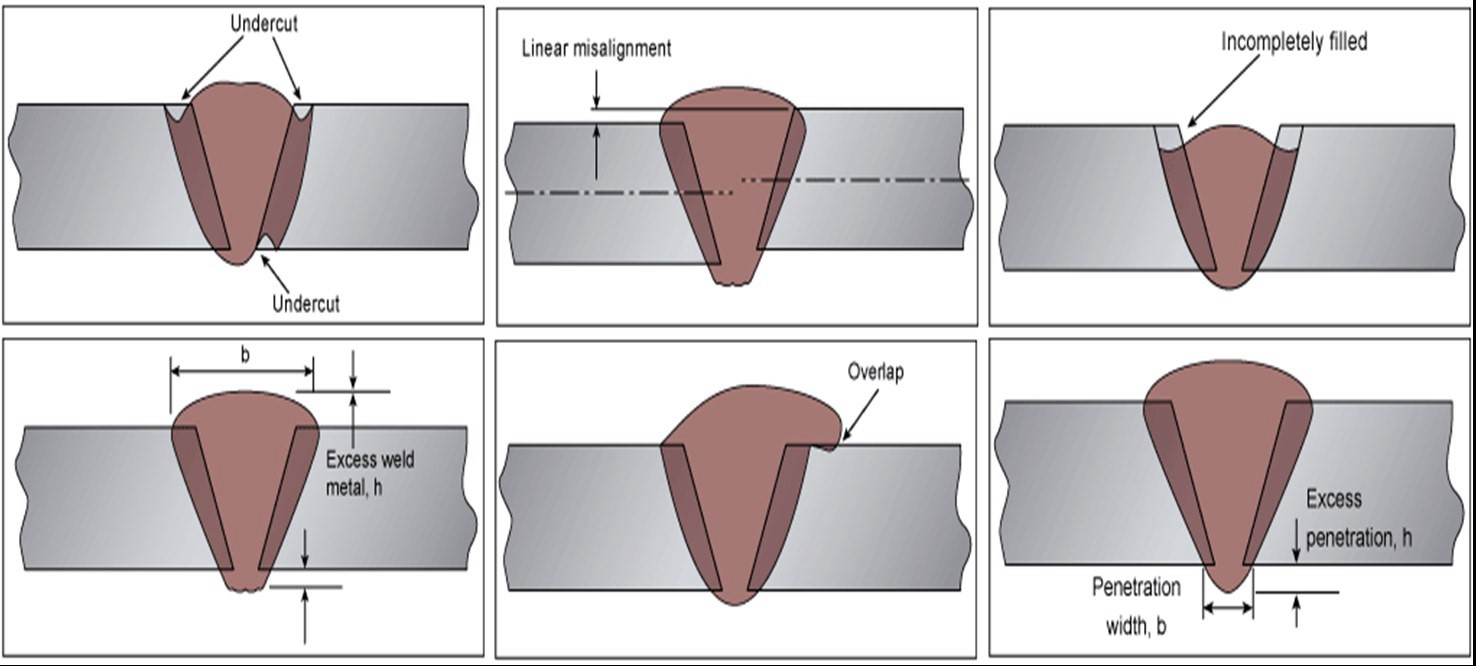 Undercut
Undercut
Linear misalignment
Incompletely filled
b
Excess weld
metal, h
Overlap
Excess
penetration, h
Penetration
width, b